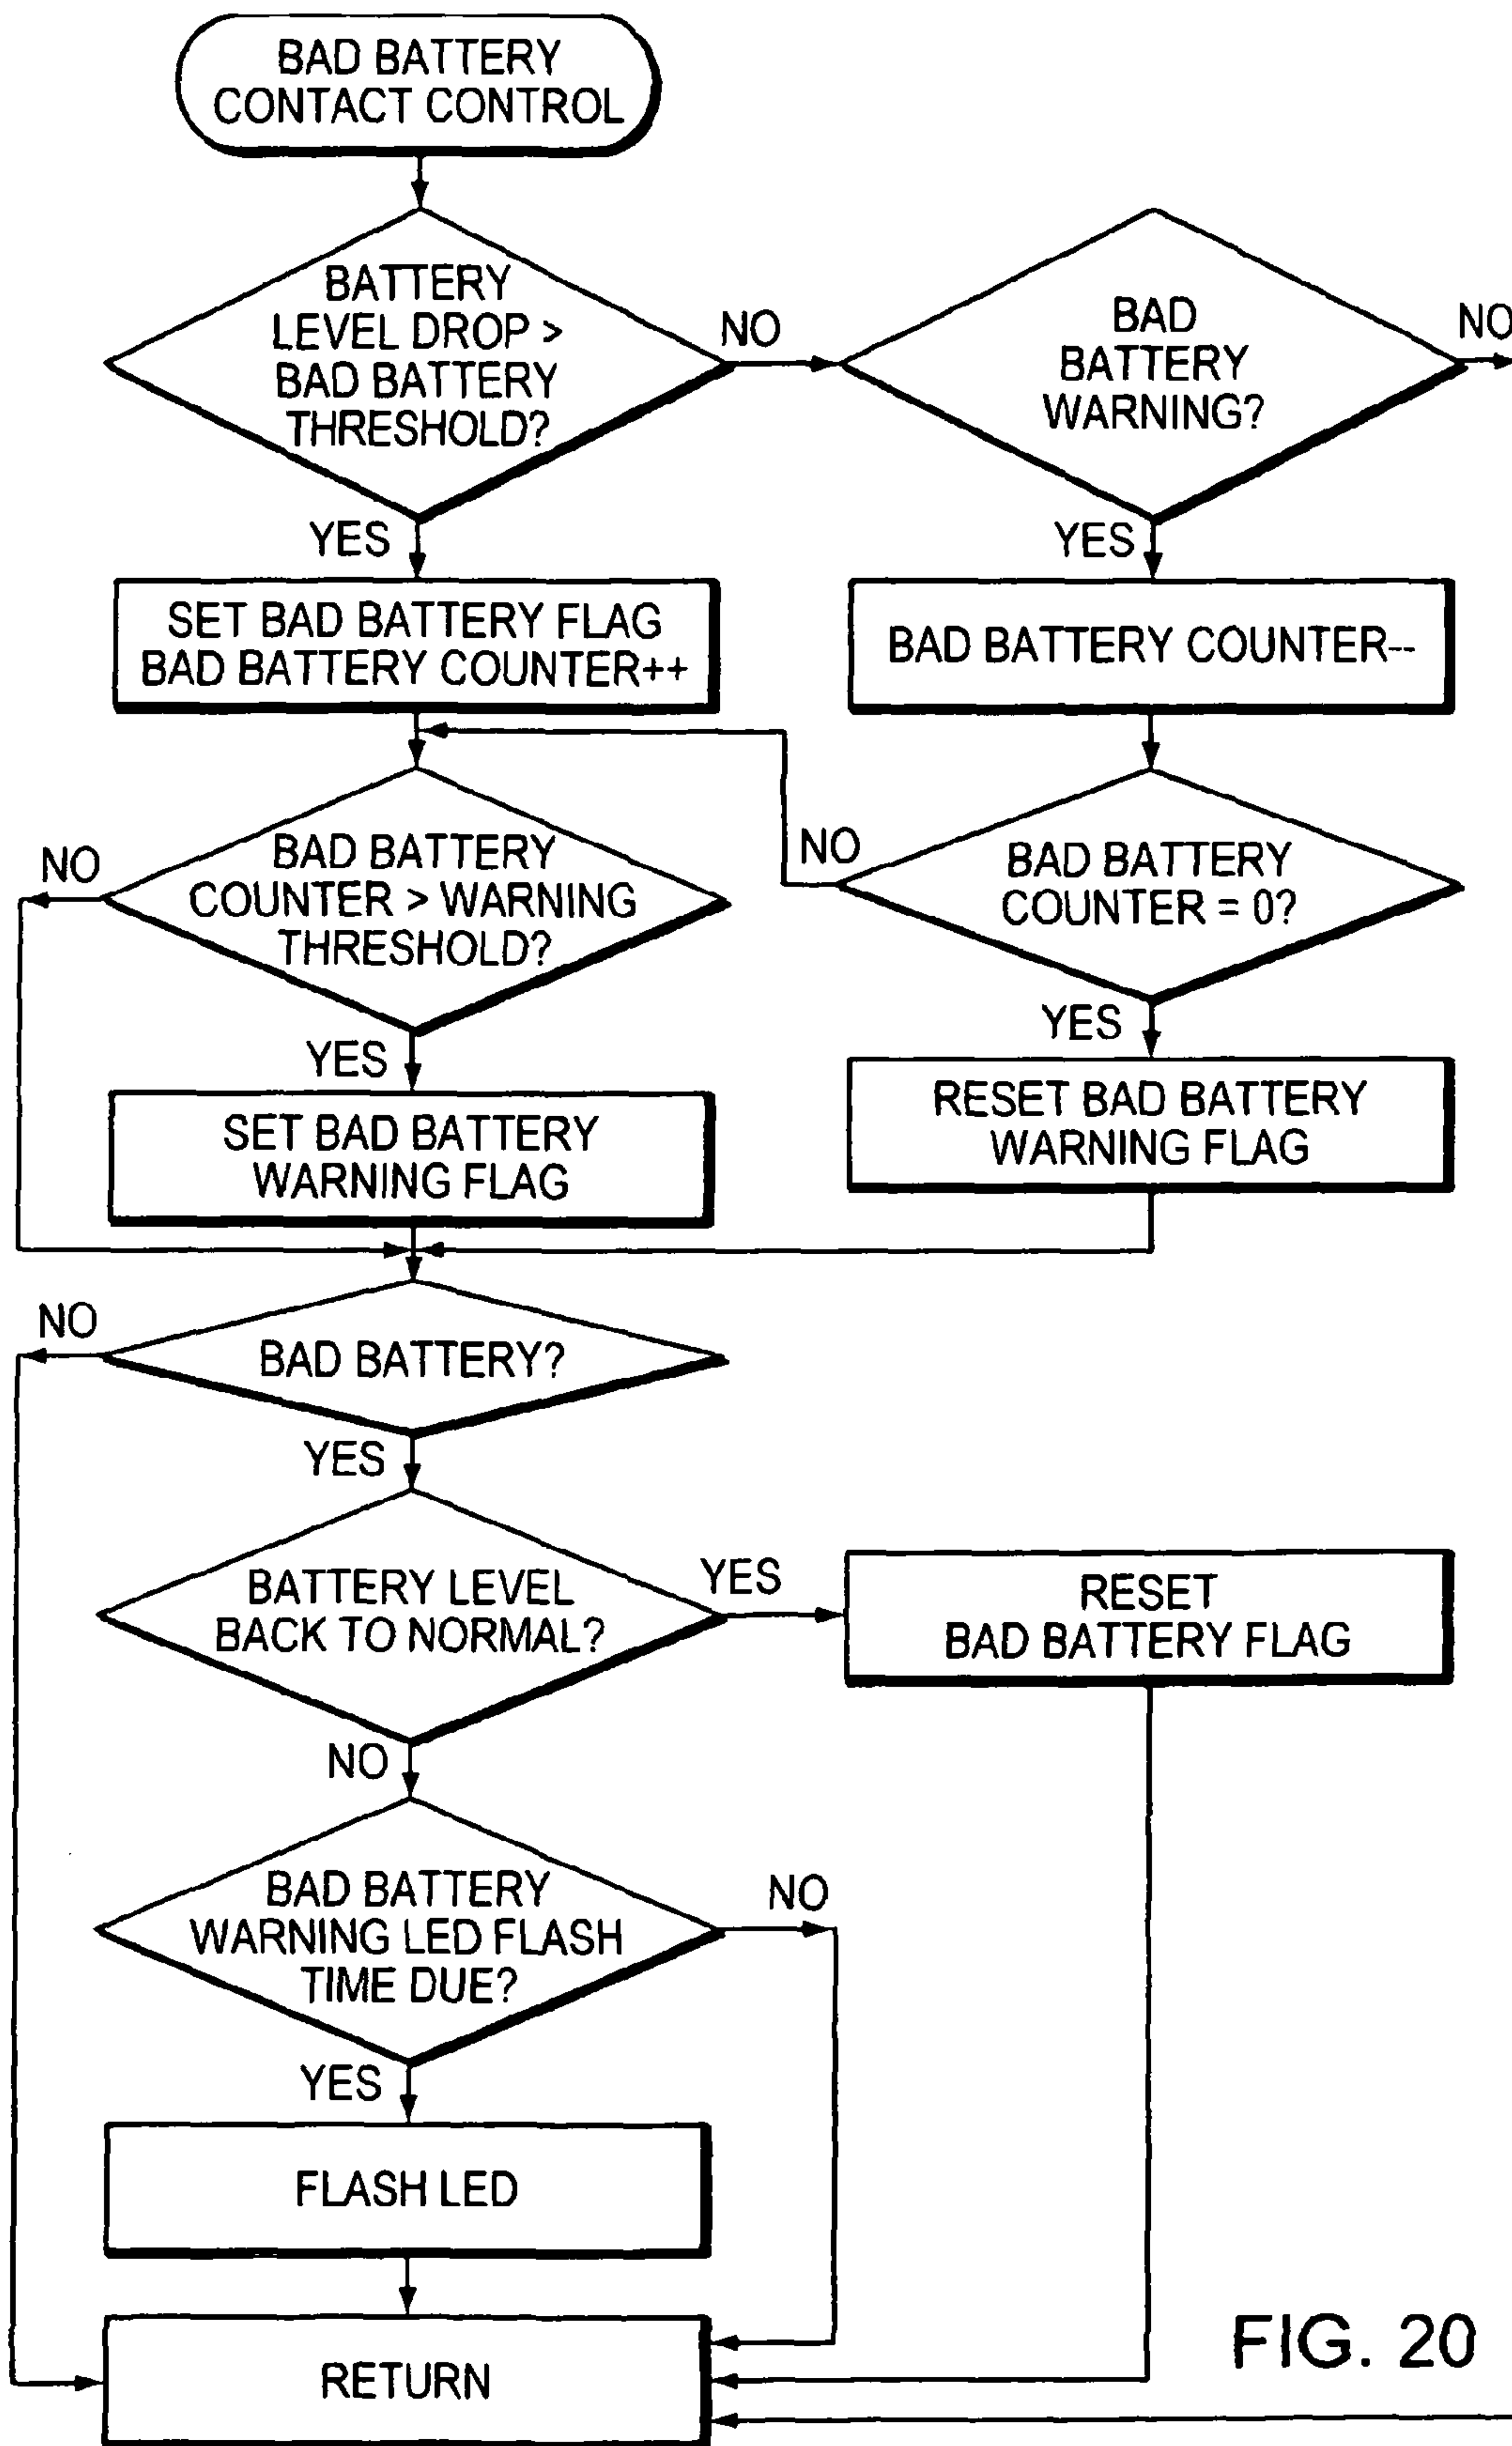 BAD BATTERY
CONTACT CONTROL
BATTERY
LEVEL DROP >
BAD BATTERY
THRESHOLD?
NO
BAD
BATTERY
WARNING?
NO
YES
YES
SET BAD BATTERY FLAG
BAD BATTERY COUNTER++
BAD BATTERY COUNTER--
NO
BAD BATTERY
COUNTER > WARNING
THRESHOLD?
NO
BAD BATTERY
COUNTER = 0?
YES
YES
SET BAD BATTERY
WARNING FLAG
RESET BAD BATTERY
WARNING FLAG
NO
BAD BATTERY?
YES
BATTERY LEVEL
BACK TO NORMAL?
YES
RESET
BAD BATTERY FLAG
NO
BAD BATTERY
WARNING LED FLASH
TIME DUE?
NO
YES
FLASH LED
RETURN
FIG. 20